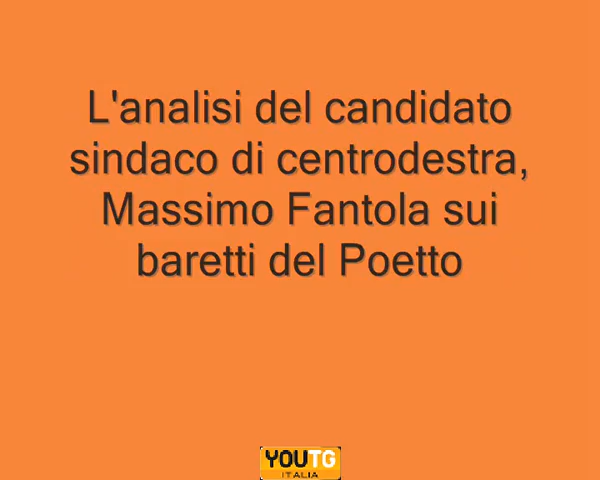 L'analisi del candidato
sindaco di centrodestra,
Massimo Fantola sui
baretti del Poetto
YOUTG
ITALIA